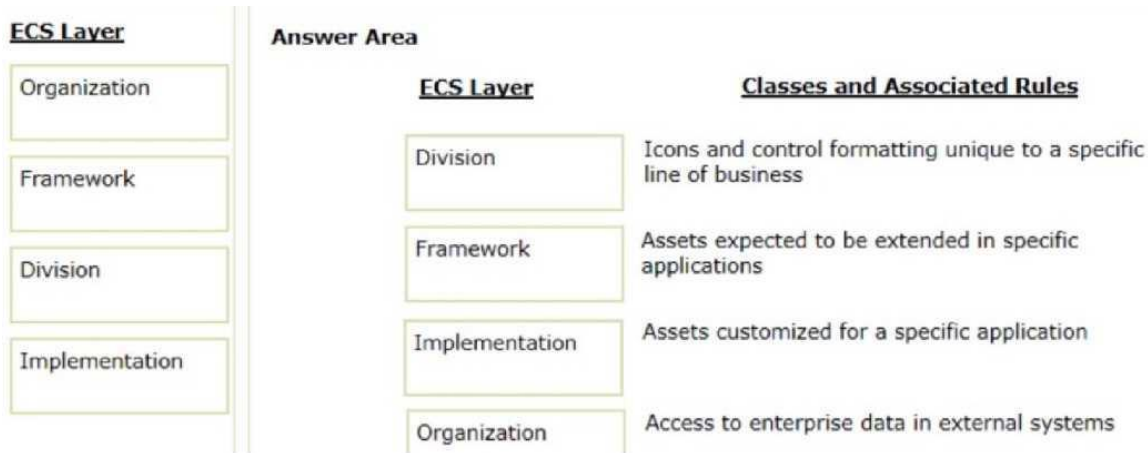 ECS Layer
Organization
Framework
Division
Implementation
Answer Area
ECS Layer
Classes and Associated Rules
Division
Icons and control formatting unique to a specific
line of business
Framework
Assets expected to be extended in specific
applications
Implementation
Assets customized for a specific application
Organization
Access to enterprise data in external systems